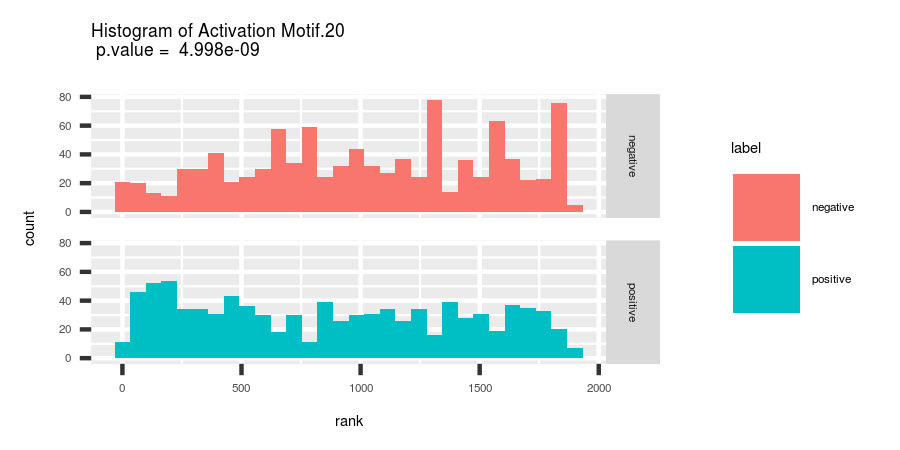 Histogram of Activation Motif.20
p.value = 4.998e-09
count
80
60
40
20
0
negative
80
60
40
20
0
positive
0 500 1000 1500 2000
rank
label
negative
positive